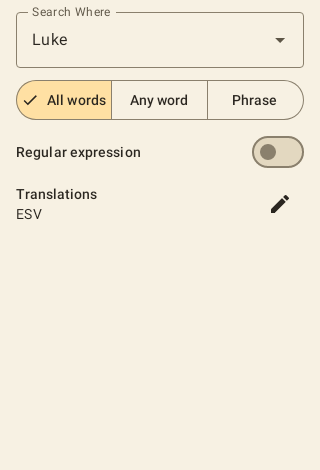 Search Where
Luke
All words Any word Phrase
Regular expression
Translations
ESV